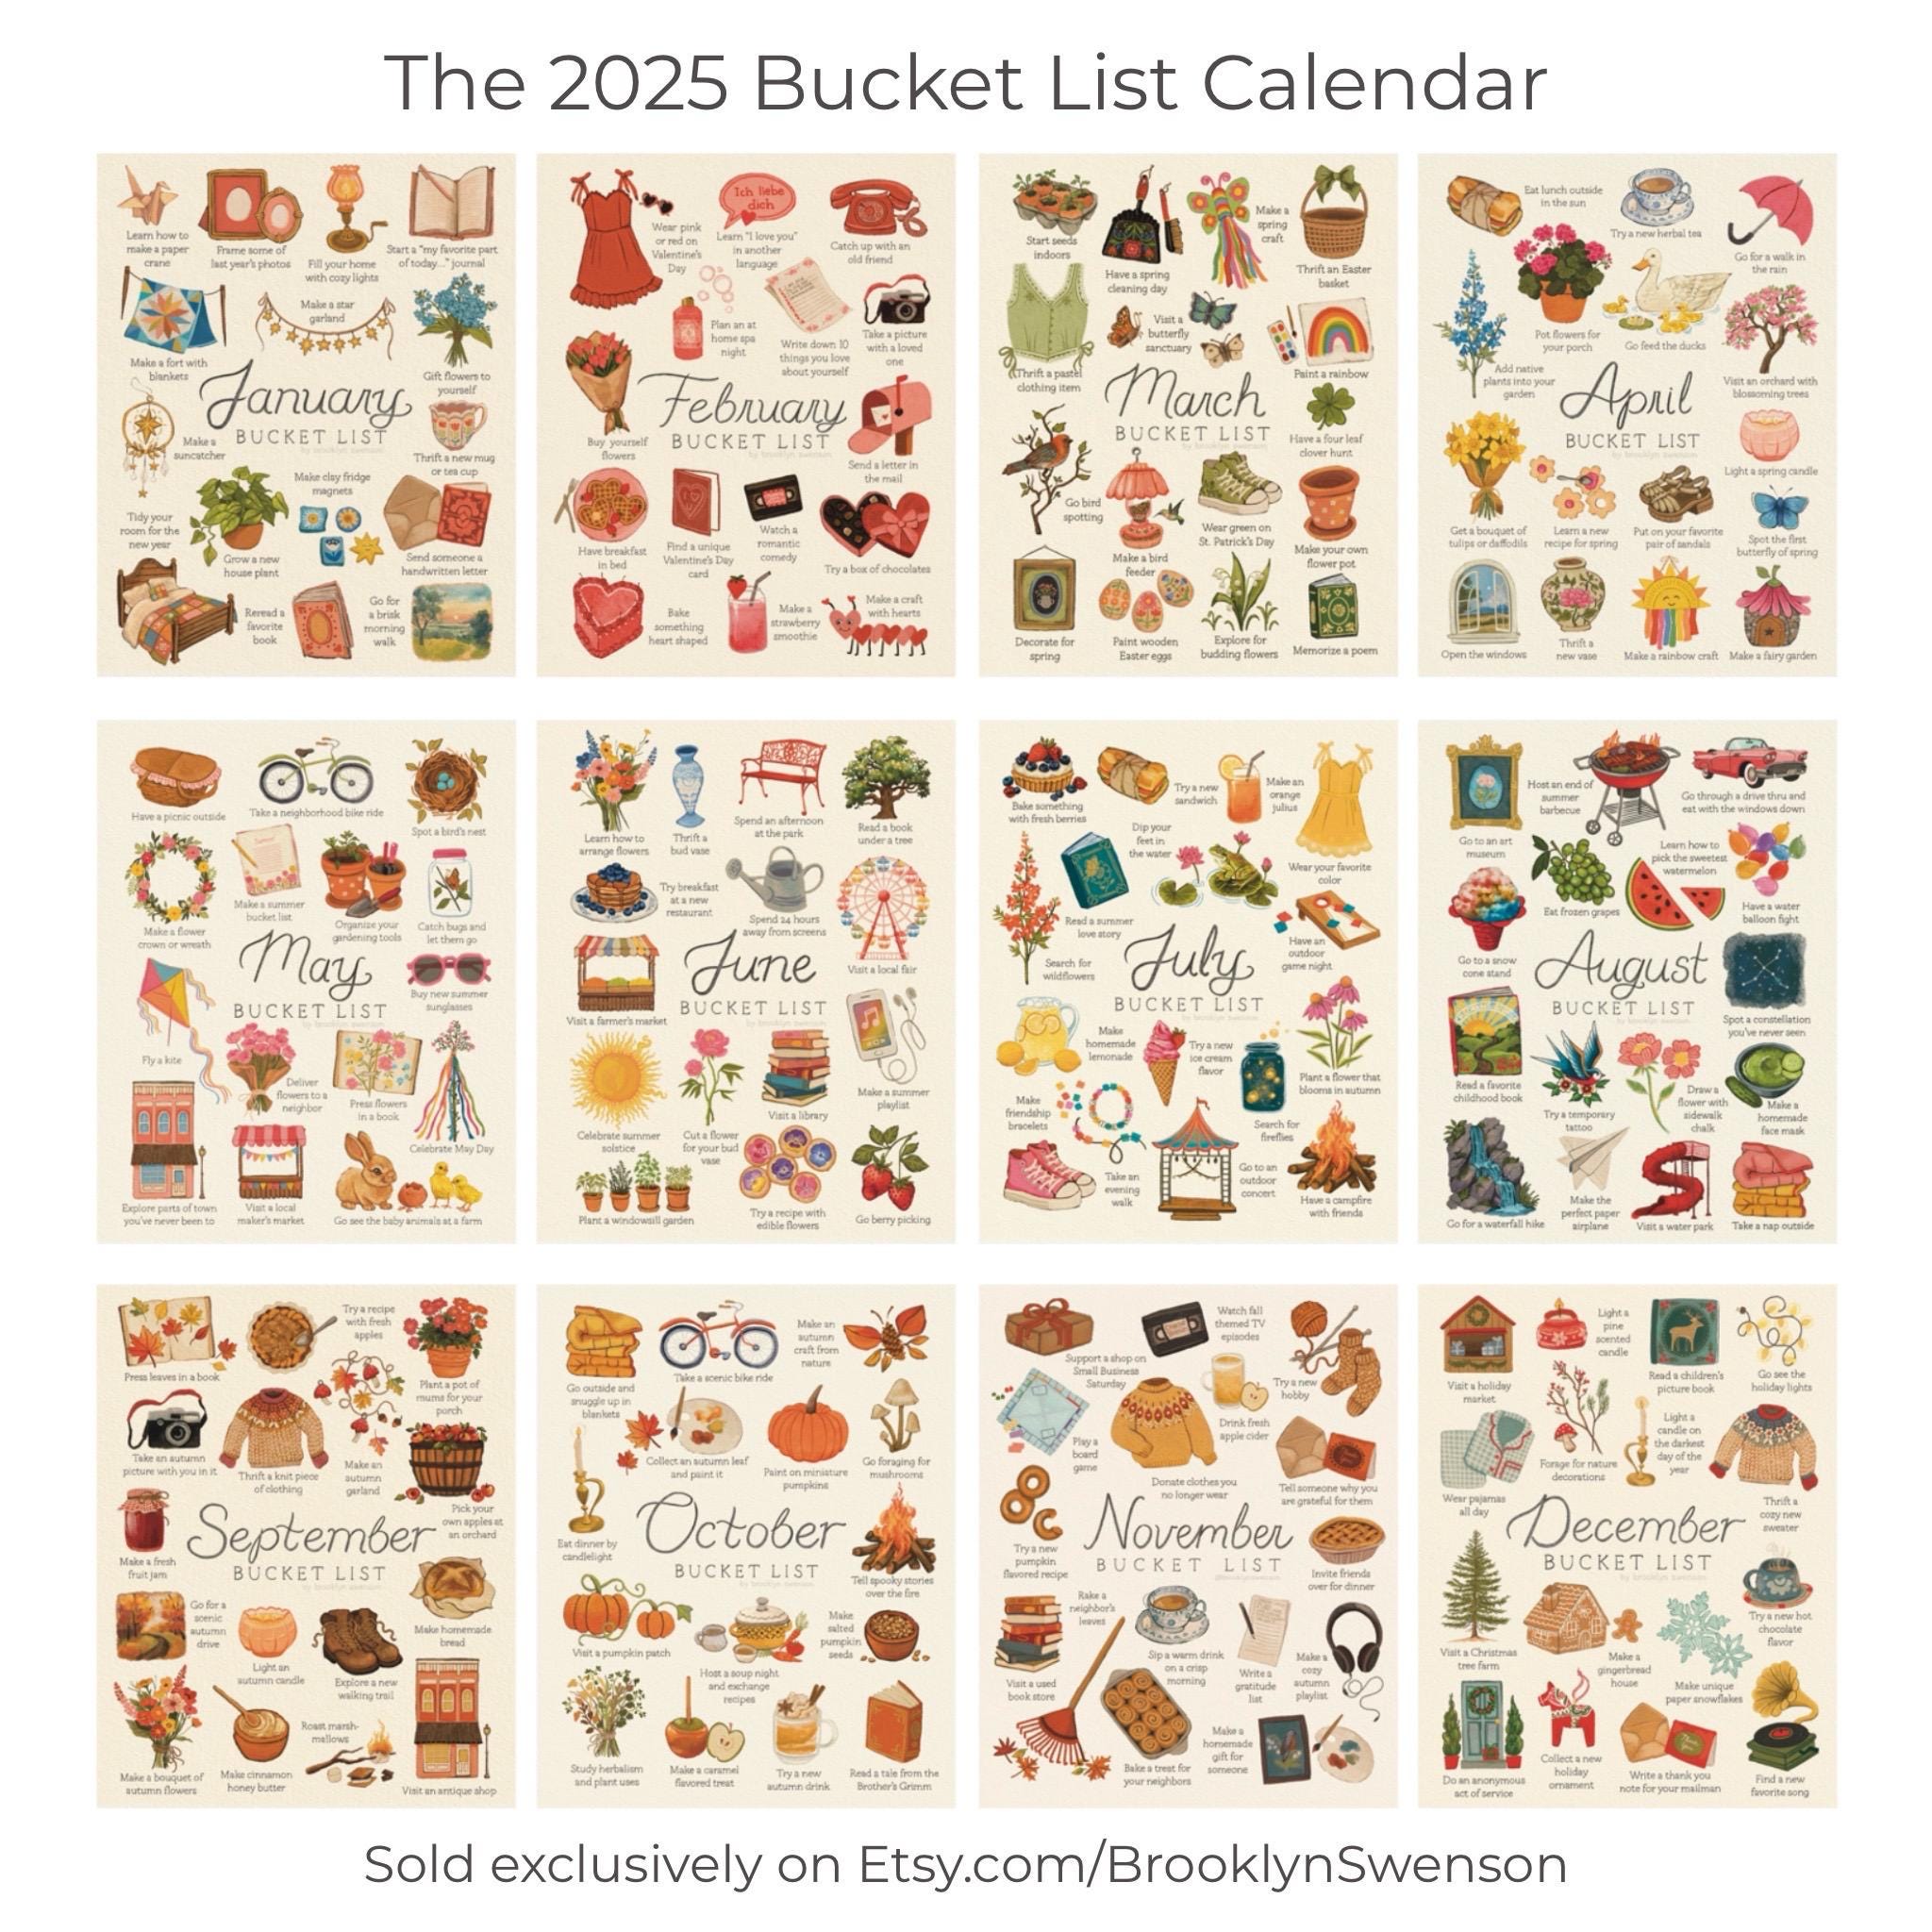 The 2025 Bucket List Calendar
Learn how to
make a paper
crane
Frame some of
last year's photos
Fill your home
with cozy lights
Start a "my favorite part
of today..." journal
Make a fort with
blankets
Make a star
garland
Gift flowers to
yourself
January
BUCKET LIST
by brooklyn swenson
Make a
suncatcher
Thrift a new mug
or tea cup
Make clay fridge
magnets
Tidy your
room for the
new year
Grow a new
house plant
Send someone a
handwritten letter
Reread a
favorite
book
Go for
a brisk
morning
walk
Wear pink
or red on
Valentine's
Day
Ich liebe
dich
Learn "I love you"
in another
language
Catch up with an
old friend
Plan an at
home spa
night
Write down 10
things you love
about yourself
Take a picture
with a loved
one
February
BUCKET LIST
by brooklyn swenson
Buy yourself
flowers
Send a letter in
the mail
Have breakfast
in bed
Find a unique
Valentine's Day
card
Watch a
romantic
comedy
Try a box of chocolates
Bake
something
heart shaped
Make a
strawberry
smoothie
Make a craft
with hearts
Start seeds
indoors
Have a spring
cleaning day
Make a
spring
craft
Thrift an Easter
basket
Thrift a pastel
clothing item
Visit a
butterfly
sanctuary
Paint a rainbow
March
BUCKET LIST
by brooklyn swenson
Have a four leaf
clover hunt
Go bird
spotting
Make a bird
feeder
Wear green on
St. Patrick's Day
Make your own
flower pot
Decorate for
spring
Paint wooden
Easter eggs
Explore for
budding flowers
Memorize a poem
Eat lunch outside
in the sun
Try a new herbal tea
Go for a walk in
the rain
Pot flowers for
your porch
Go feed the ducks
Add native
plants into your
garden
Visit an orchard with
blossoming trees
April
BUCKET LIST
by brooklyn swenson
Light a spring candle
Get a bouquet of
tulips or daffodils
Learn a new
recipe for spring
Put on your favorite
pair of sandals
Spot the first
butterfly of spring
Open the windows
Thrift a
new vase
Make a rainbow craft
Make a fairy garden
Have a picnic outside
Take a neighborhood bike ride
Spot a bird's nest
Make a flower
crown or wreath
Make a summer
bucket list
Organize your
gardening tools
Catch bugs and
let them go
May
BUCKET LIST
by brooklyn swenson
Buy new summer
sunglasses
Fly a kite
Deliver
flowers to a
neighbor
Press flowers
in a book
Celebrate May Day
Explore parts of town
you've never been to
Visit a local
maker's market
Go see the baby animals at a farm
Learn how to
arrange flowers
Thrift a
bud vase
Spend an afternoon
at the park
Read a book
under a tree
Try breakfast
at a new
restaurant
Spend 24 hours
away from screens
Visit a local fair
June
BUCKET LIST
by brooklyn swenson
Visit a farmer's market
Celebrate summer
solstice
Cut a flower
for your bud
vase
Visit a library
Make a summer
playlist
Plant a windowsill garden
Try a recipe with
edible flowers
Go berry picking
Bake something
with fresh berries
Try a new
sandwich
Make an
orange
julius
Wear your favorite
color
Dip your
feet in
the water
Read a summer
love story
Search for
wildflowers
Have an
outdoor
game night
July
BUCKET LIST
by brooklyn swenson
Make
homemade
lemonade
Try a new
ice cream
flavor
Plant a flower that
blooms in autumn
Make
friendship
bracelets
Search for
fireflies
Take an
evening
walk
Go to an
outdoor
concert
Have a campfire
with friends
Go to an art
museum
Host an end of
summer
barbecue
Go through a drive thru and
eat with the windows down
Learn how to
pick the sweetest
watermelon
Eat frozen grapes
Have a water
balloon fight
Go to a snow
cone stand
August
BUCKET LIST
by brooklyn swenson
Spot a constellation
you've never seen
Read a favorite
childhood book
Try a temporary
tattoo
Draw a
flower with
sidewalk
chalk
Make a
homemade
face mask
Go for a waterfall hike
Make the
perfect paper
airplane
Visit a water park
Take a nap outside
Press leaves in a book
Try a recipe
with fresh
apples
Plant a pot of
mums for your
porch
Take an autumn
picture with you in it
Thrift a knit piece
of clothing
Make an
autumn
garland
Pick your
own apples at
an orchard
September
BUCKET LIST
by brooklyn swenson
Make a fresh
fruit jam
Go for a
scenic
autumn
drive
Light an
autumn candle
Explore a new
walking trail
Make homemade
bread
Make a bouquet of
autumn flowers
Make cinnamon
honey butter
Roast marsh-
mallows
Visit an antique shop
Go outside and
snuggle up in
blankets
Take a scenic bike ride
Make an
autumn
craft from
nature
Collect an autumn leaf
and paint it
Paint on miniature
pumpkins
Go foraging for
mushrooms
October
BUCKET LIST
by brooklyn swenson
Eat dinner by
candlelight
Tell spooky stories
over the fire
Visit a pumpkin patch
Host a soup night
and exchange
recipes
Make
salted
pumpkin
seeds
Study herbalism
and plant uses
Make a caramel
flavored treat
Try a new
autumn drink
Read a tale from the
Brother's Grimm
Support a shop on
Small Business
Saturday
Watch fall
themed TV
episodes
Try a new
hobby
Play a
board
game
Donate clothes you
no longer wear
Drink fresh
apple cider
Tell someone why you
are grateful for them
November
BUCKET LIST
Try a new
pumpkin
flavored recipe
Invite friends
over for dinner
Rake a
neighbor's
leaves
Visit a used
book store
Sip a warm drink
on a crisp
morning
Write a
gratitude
list
Make a
cozy
autumn
playlist
Bake a treat for
your neighbors
Make a
homemade
gift for
someone
Visit a holiday
market
Light a
pine
scented
candle
Read a children's
picture book
Go see the
holiday lights
Wear pajamas
all day
Forage for nature
decorations
Light a
candle on
the darkest
day of the
year
Thrift a
cozy new
sweater
December
BUCKET LIST
by brooklyn swenson
Visit a Christmas
tree farm
Make a
gingerbread
house
Make unique
paper snowflakes
Try a new hot
chocolate
flavor
Do an anonymous
act of service
Collect a new
holiday
ornament
Write a thank you
note for your mailman
Find a new
favorite song
Sold exclusively on Etsy.com/BrooklynSwenson